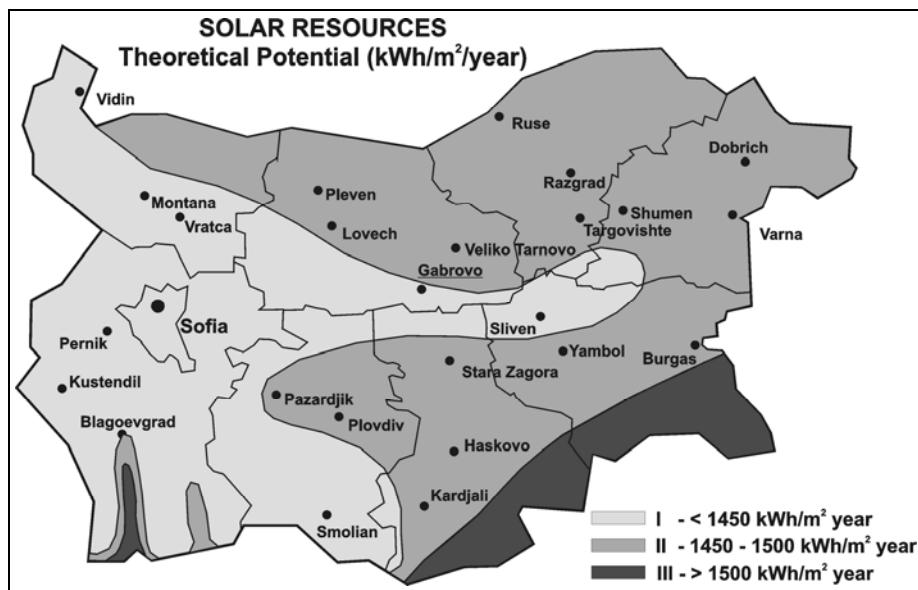 SOLAR RESOURCES
Theoretical Potential (kWh/m²/year)
Vidin
Ruse
Dobrich
Razgrad
Pleven
Montana
Shumen
Vratca
Lovech
Targovishte
Varna
Veliko Tarnovo
Gabrovo
Sofia
Sliven
Pernik
Yambol
Burgas
Stara Zagora
Kustendil
Pazardjik
Blagoevgrad
Plovdiv
Haskovo
Kardjali
Smolian
I - < 1450 kWh/m² year
II - 1450 - 1500 kWh/m² year
III - > 1500 kWh/m² year